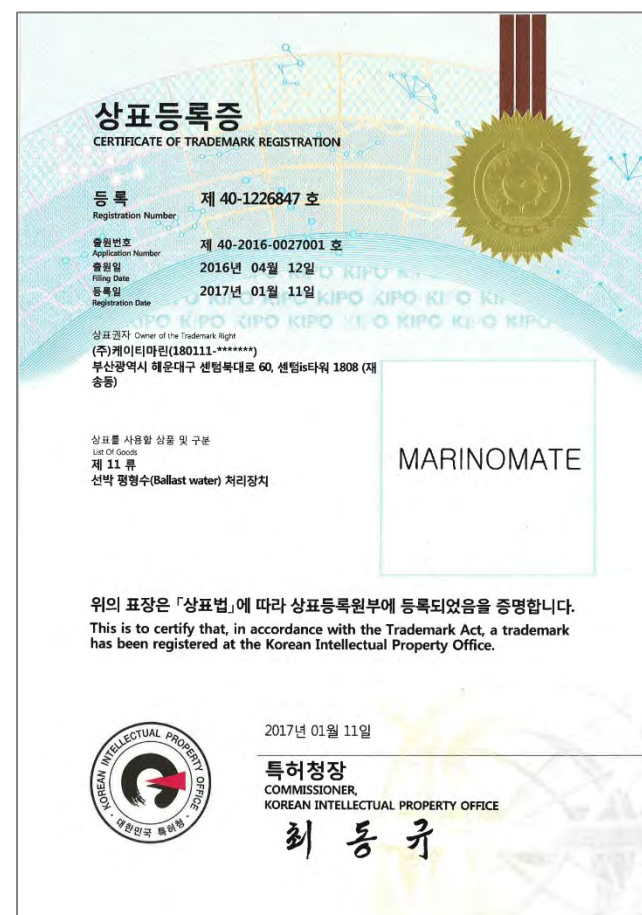 상표등록증
CERTIFICATE OF TRADEMARK REGISTRATION
등 록 제 40-1226847 호
Registration Number
출원번호 제 40-2016-0027001 호
Application Number
출원일 2016년 04월 12일
Filing Date
등록일 2017년 01월 11일
Registration Date
상표권자 Owner of the Trademark Right
(주)케이티마린(180111-*******)
부산광역시 해운대구 센텀북대로 60, 센텀is타워 1808 (재
송동)
상표를 사용할 상품 및 구분
List Of Goods
제 11 류
선박 평형수(Ballast water) 처리장치
MARINOMATE
위의 표장은 「상표법」에 따라 상표등록원부에 등록되었음을 증명합니다.
This is to certify that, in accordance with the Trademark Act, a trademark
has been registered at the Korean Intellectual Property Office.
2017년 01월 11일
특허청장
COMMISSIONER,
KOREAN INTELLECTUAL PROPERTY OFFICE
최 동 규
KOREAN INTELLECTUAL PROPERTY OFFICE
대한민국 특허청